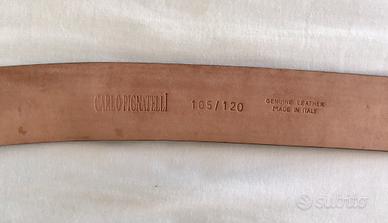 CARLO PIGNATELLI
105/120
GENUINE LEATHER
MADE IN ITALY
subito